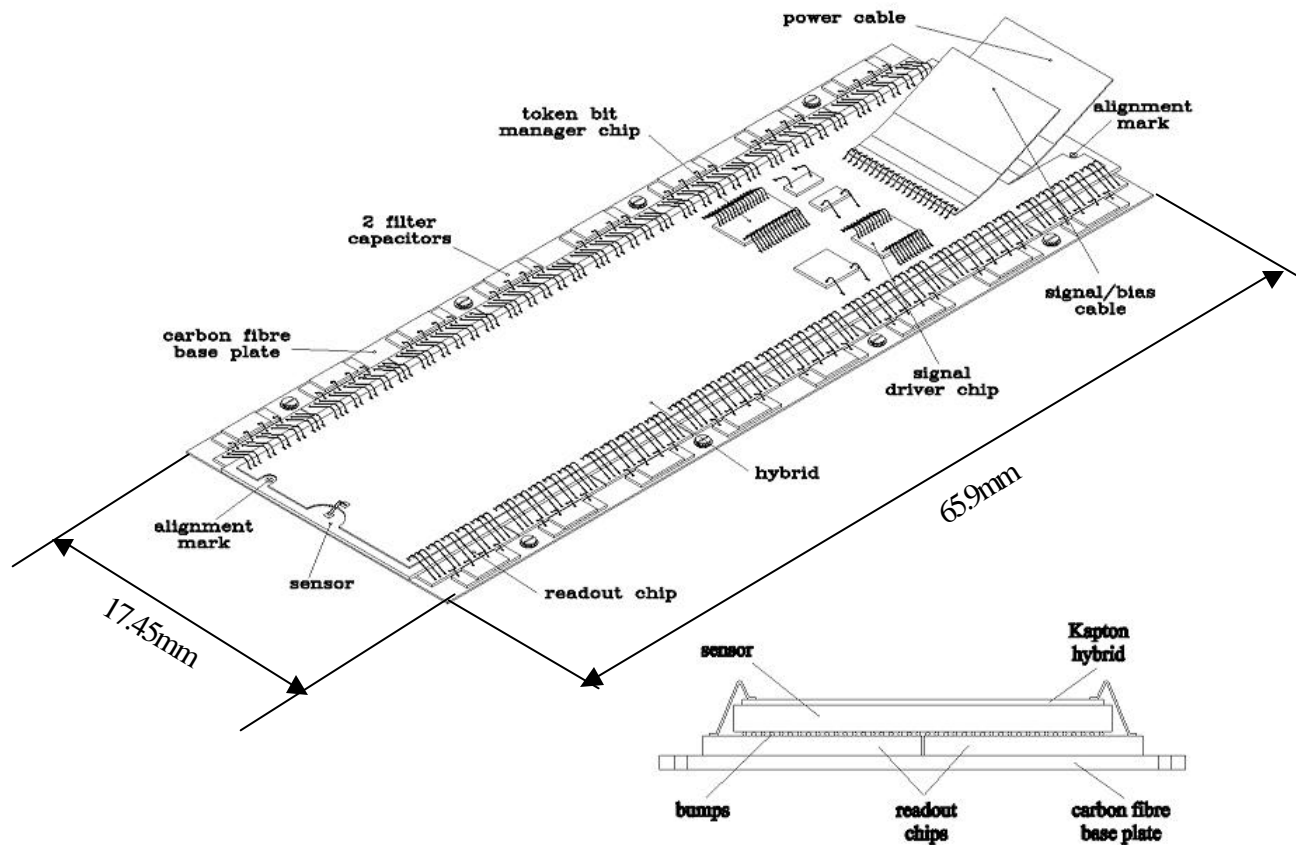 power cable
token bit
manager chip
alignment
mark
2 filter
capacitors
carbon fibre
base plate
signal/bias
cable
signal
driver chip
hybrid
65.9mm
alignment
mark
sensor
readout chip
17.45mm
sensor
Kapton
hybrid
bumps
readout
chips
carbon fibre
base plate